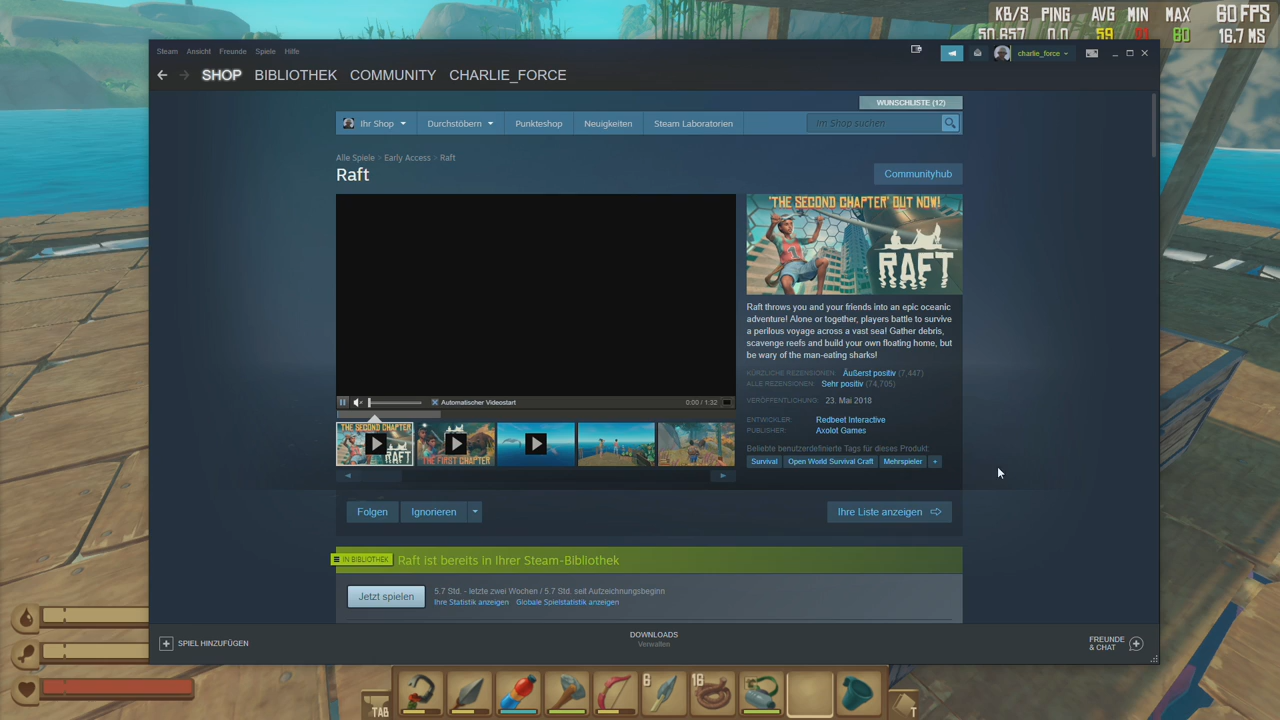 KB/S PING AVG MIN MAX 60 FPS
50.657 0.0 59 80 16.7 MS
Steam Ansicht Freunde Spiele Hilfe
charlie_force
SHOP BIBLIOTHEK COMMUNITY CHARLIE_FORCE
WUNSCHLISTE (12)
Ihr Shop Durchstöbern Punkteshop Neuigkeiten Steam Laboratorien Im Shop suchen
Alle Spiele > Early Access > Raft
Raft
Communityhub
'THE SECOND CHAPTER' OUT NOW!
RAFT
Raft throws you and your friends into an epic oceanic
adventure! Alone or together, players battle to survive
a perilous voyage across a vast sea! Gather debris,
scavenge reefs and build your own floating home, but
be wary of the man-eating sharks!
KÜRZLICHE REZENSIONEN: Äußerst positiv (7,447)
ALLE REZENSIONEN: Sehr positiv (74,705)
VERÖFFENTLICHUNG: 23. Mai 2018
ENTWICKLER: Redbeet Interactive
PUBLISHER: Axolot Games
Beliebte benutzerdefinierte Tags für dieses Produkt:
Survival Open World Survival Craft Mehrspieler +
Automatischer Videostart 0:00 / 1:32
THE SECOND CHAPTER
RAFT
THE FIRST CHAPTER
Folgen Ignorieren Ihre Liste anzeigen
IN BIBLIOTHEK Raft ist bereits in Ihrer Steam-Bibliothek
Jetzt spielen
5.7 Std. - letzte zwei Wochen / 5.7 Std. seit Aufzeichnungsbeginn
Ihre Statistik anzeigen Globale Spielstatistik anzeigen
SPIEL HINZUFÜGEN
DOWNLOADS
Verwalten
FREUNDE
& CHAT
6 18
TAB T